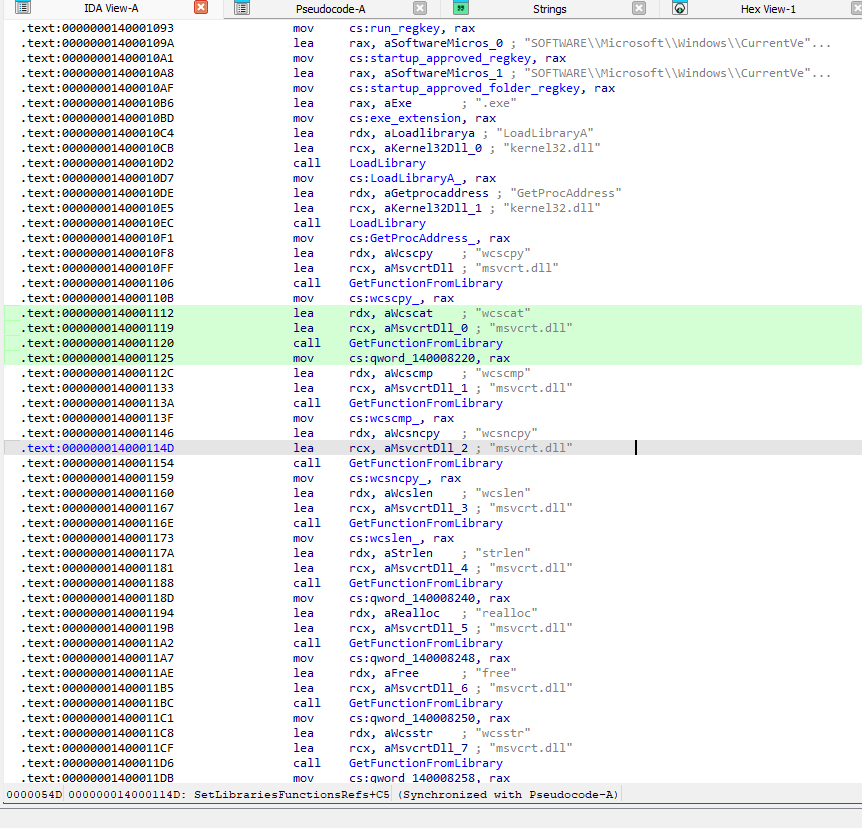 IDA View-A Pseudocode-A Strings Hex View-1
.text:0000000140001093 mov cs:run_regkey, rax
.text:000000014000109A lea rax, aSoftwareMicros_0 ; "SOFTWARE\\Microsoft\\Windows\\CurrentVe"...
.text:00000001400010A1 mov cs:startup_approved_regkey, rax
.text:00000001400010A8 lea rax, aSoftwareMicros_1 ; "SOFTWARE\\Microsoft\\Windows\\CurrentVe"...
.text:00000001400010AF mov cs:startup_approved_folder_regkey, rax
.text:00000001400010B6 lea rax, aExe ; ".exe"
.text:00000001400010BD mov cs:exe_extension, rax
.text:00000001400010C4 lea rdx, aLoadlibrarya ; "LoadLibraryA"
.text:00000001400010CB lea rcx, aKernel32Dll_0 ; "kernel32.dll"
.text:00000001400010D2 call LoadLibrary
.text:00000001400010D7 mov cs:LoadLibraryA_, rax
.text:00000001400010DE lea rdx, aGetprocaddress ; "GetProcAddress"
.text:00000001400010E5 lea rcx, aKernel32Dll_1 ; "kernel32.dll"
.text:00000001400010EC call LoadLibrary
.text:00000001400010F1 mov cs:GetProcAddress_, rax
.text:00000001400010F8 lea rdx, aWcscpy ; "wcscpy"
.text:00000001400010FF lea rcx, aMsvcrtDll ; "msvcrt.dll"
.text:0000000140001106 call GetFunctionFromLibrary
.text:000000014000110B mov cs:wcscpy_, rax
.text:0000000140001112 lea rdx, aWcscat ; "wcscat"
.text:0000000140001119 lea rcx, aMsvcrtDll_0 ; "msvcrt.dll"
.text:0000000140001120 call GetFunctionFromLibrary
.text:0000000140001125 mov cs:qword_140008220, rax
.text:000000014000112C lea rdx, aWcscmp ; "wcscmp"
.text:0000000140001133 lea rcx, aMsvcrtDll_1 ; "msvcrt.dll"
.text:000000014000113A call GetFunctionFromLibrary
.text:000000014000113F mov cs:wcscmp_, rax
.text:0000000140001146 lea rdx, aWcsncpy ; "wcsncpy"
.text:000000014000114D lea rcx, aMsvcrtDll_2 ; "msvcrt.dll"
.text:0000000140001154 call GetFunctionFromLibrary
.text:0000000140001159 mov cs:wcsncpy_, rax
.text:0000000140001160 lea rdx, aWcslen ; "wcslen"
.text:0000000140001167 lea rcx, aMsvcrtDll_3 ; "msvcrt.dll"
.text:000000014000116E call GetFunctionFromLibrary
.text:0000000140001173 mov cs:wcslen_, rax
.text:000000014000117A lea rdx, aStrlen ; "strlen"
.text:0000000140001181 lea rcx, aMsvcrtDll_4 ; "msvcrt.dll"
.text:0000000140001188 call GetFunctionFromLibrary
.text:000000014000118D mov cs:qword_140008240, rax
.text:0000000140001194 lea rdx, aRealloc ; "realloc"
.text:000000014000119B lea rcx, aMsvcrtDll_5 ; "msvcrt.dll"
.text:00000001400011A2 call GetFunctionFromLibrary
.text:00000001400011A7 mov cs:qword_140008248, rax
.text:00000001400011AE lea rdx, aFree ; "free"
.text:00000001400011B5 lea rcx, aMsvcrtDll_6 ; "msvcrt.dll"
.text:00000001400011BC call GetFunctionFromLibrary
.text:00000001400011C1 mov cs:qword_140008250, rax
.text:00000001400011C8 lea rdx, aWcsstr ; "wcsstr"
.text:00000001400011CF lea rcx, aMsvcrtDll_7 ; "msvcrt.dll"
.text:00000001400011D6 call GetFunctionFromLibrary
.text:00000001400011DB mov cs:qword_140008258, rax
0000054D 000000014000114D: SetLibrariesFunctionsRefs+C5 (Synchronized with Pseudocode-A)